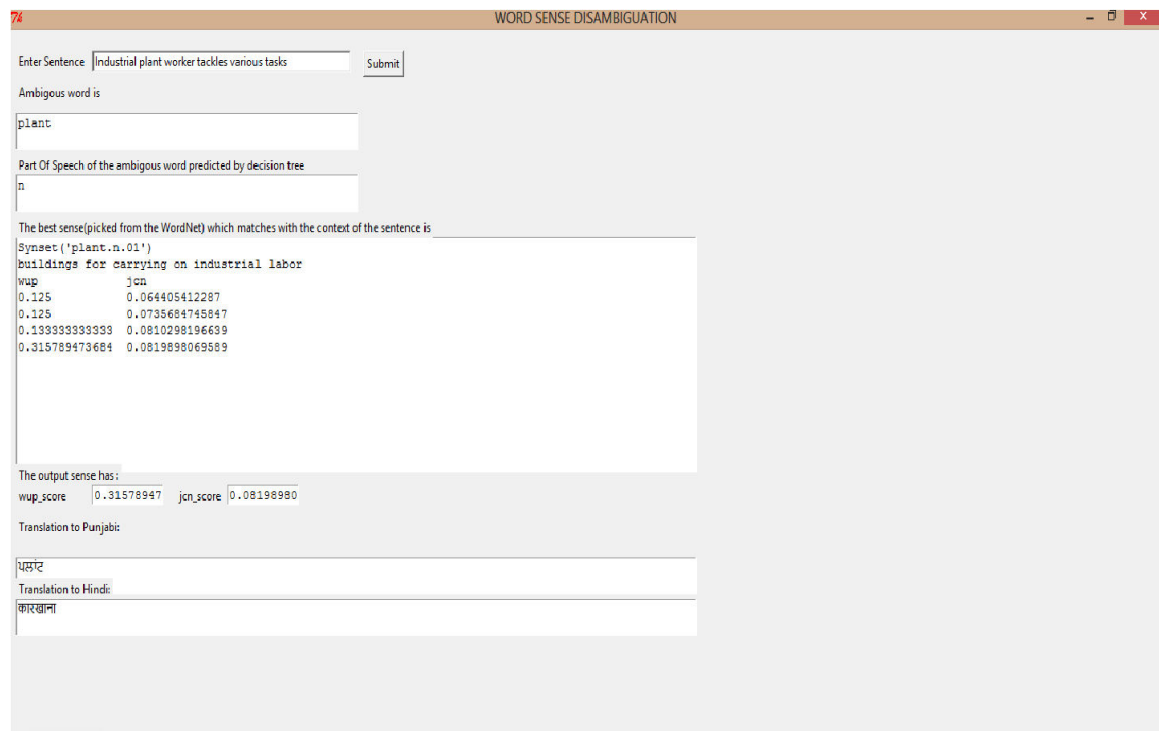 WORD SENSE DISAMBIGUATION
Enter Sentence Industrial plant worker tackles various tasks Submit
Ambigous word is
plant
Part Of Speech of the ambigous word predicted by decision tree
n
The best sense(picked from the WordNet) which matches with the context of the sentence is
Synset('plant.n.01')
buildings for carrying on industrial labor
wup jcn
0.125 0.064405412287
0.125 0.0735684745847
0.133333333333 0.0810298196639
0.315789473684 0.0819898069589
The output sense has :
wup_score 0.31578947 jcn_score 0.08198980
Translation to Punjabi:
ਪਲਾਂਟ
Translation to Hindi:
कारखाना